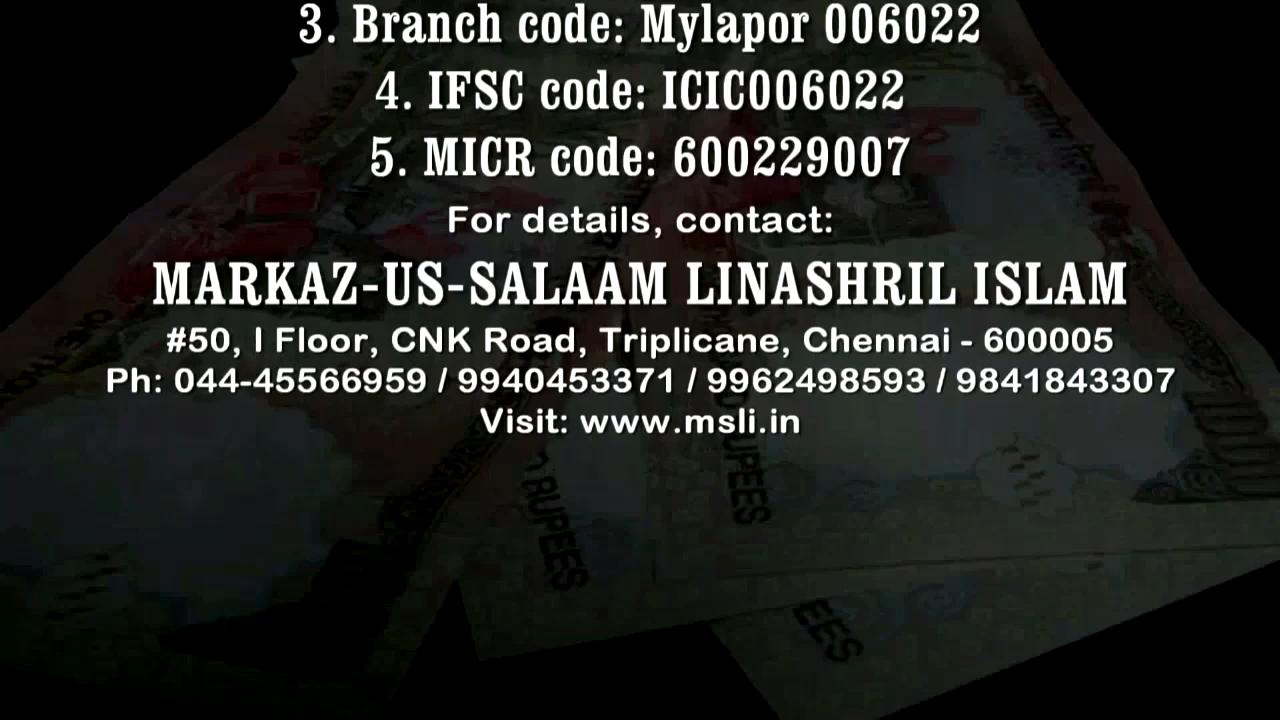 3. Branch code: Mylapor 006022
4. IFSC code: ICIC006022
5. MICR code: 600229007
For details, contact:
MARKAZ-US-SALAAM LINASHRIL ISLAM
#50, I Floor, CNK Road, Triplicane, Chennai - 600005
Ph: 044-45566959 / 9940453371 / 9962498593 / 9841843307
Visit: www.msli.in
RUPEES
RUPEES